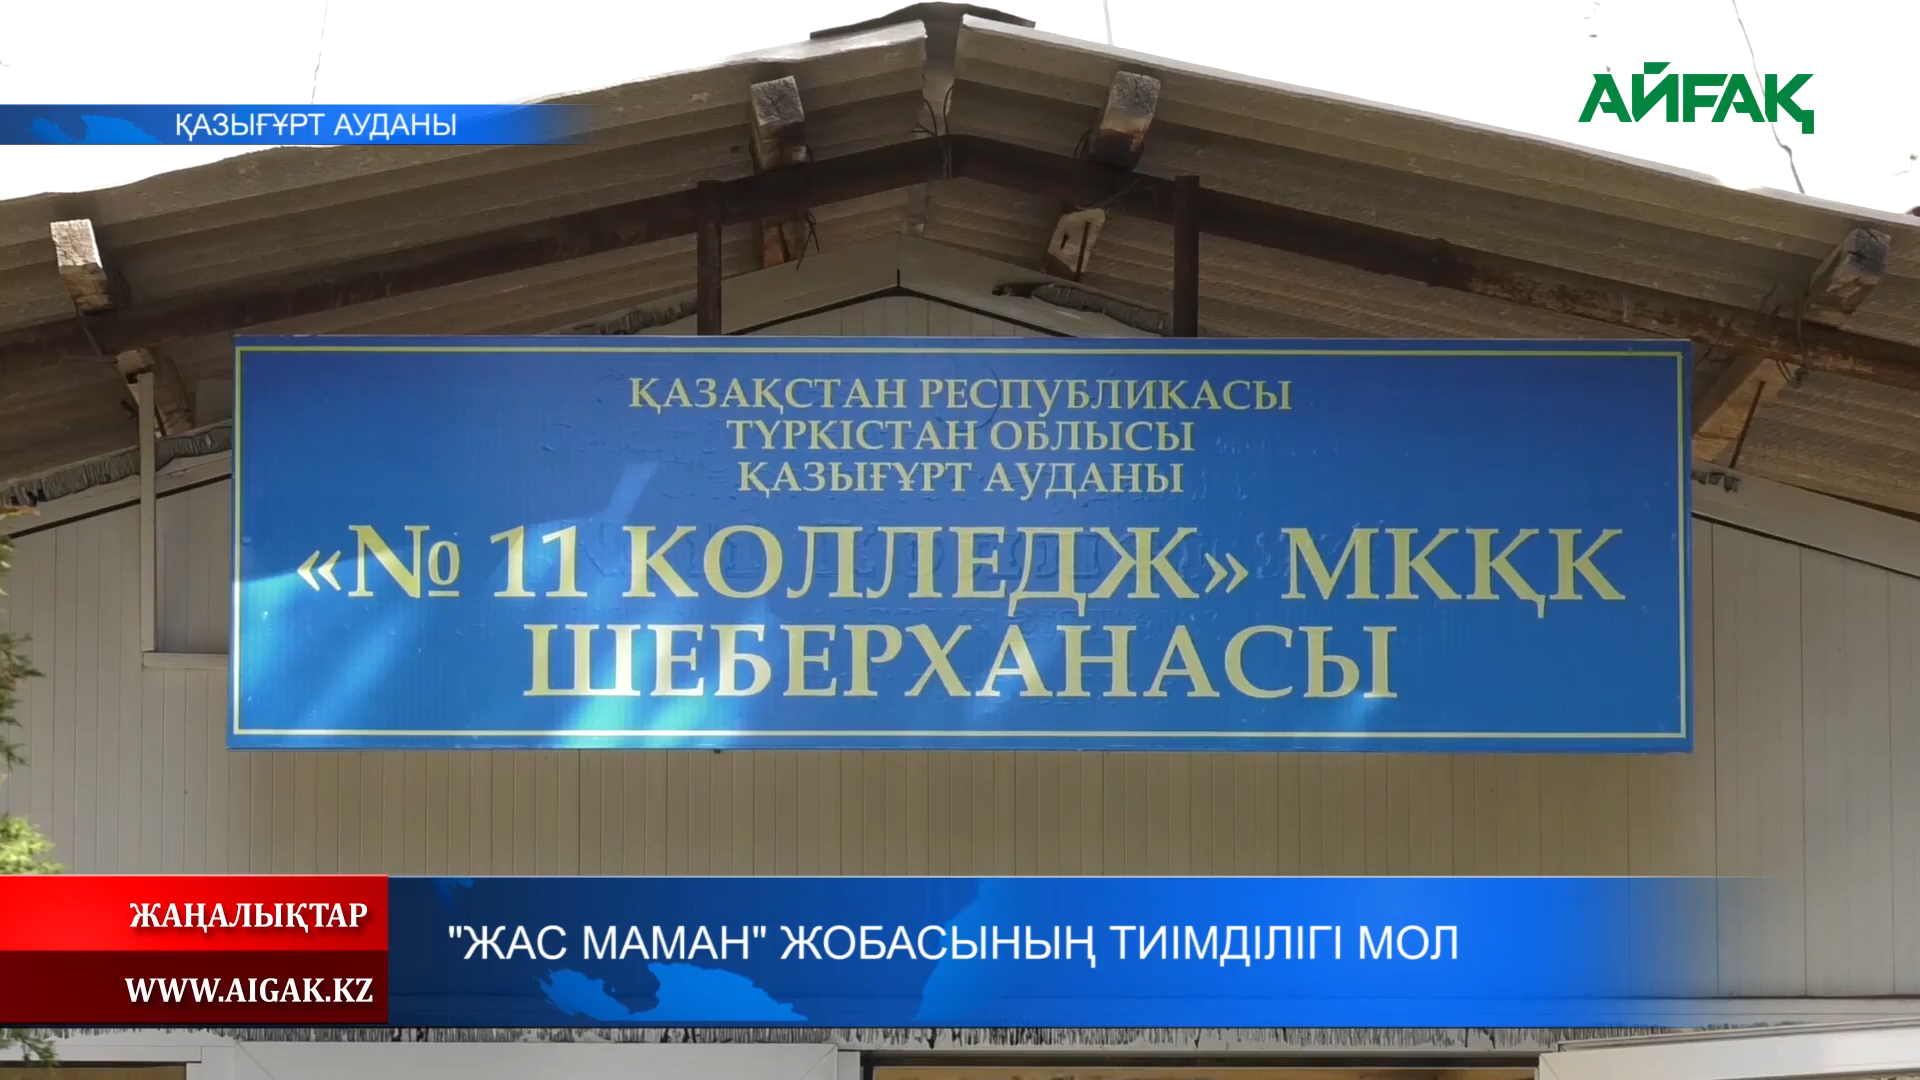 АЙҒАҚ
ҚАЗЫҒҰРТ АУДАНЫ
ҚАЗАҚСТАН РЕСПУБЛИКАСЫ
ТҮРКІСТАН ОБЛЫСЫ
ҚАЗЫҒҰРТ АУДАНЫ
«№ 11 КОЛЛЕДЖ» МКҚК
ШЕБЕРХАНАСЫ
ЖАҢАЛЫҚТАР
"ЖАС МАМАН" ЖОБАСЫНЫҢ ТИІМДІЛІГІ МОЛ
WWW.AIGAK.KZ